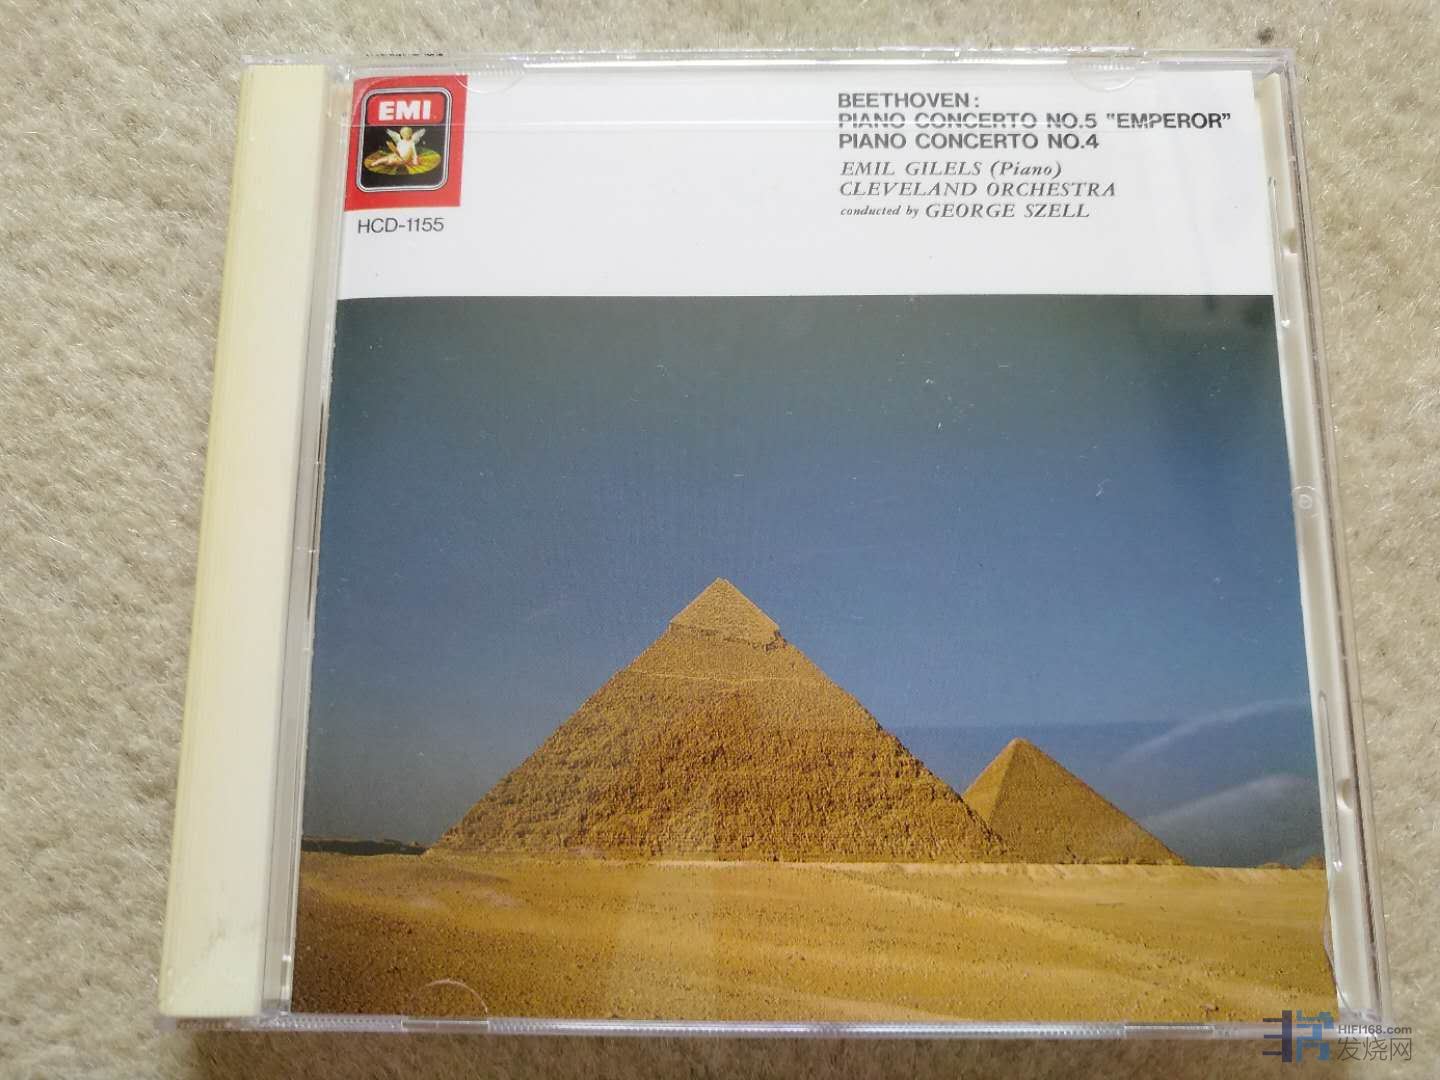 EMI
HCD-1155
BEETHOVEN:
PIANO CONCERTO NO.5 "EMPEROR"
PIANO CONCERTO NO.4
EMIL GILELS (Piano)
CLEVELAND ORCHESTRA
conducted by GEORGE SZELL
HIFI168.com
发烧网